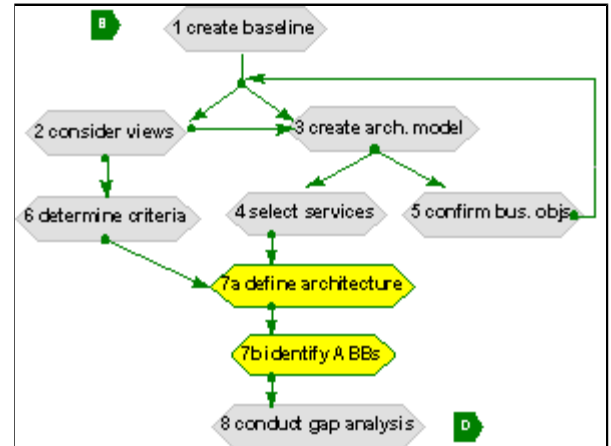 B
1 create baseline
2 consider views
3 create arch. model
6 determine criteria
4 select services
5 confirm bus. objs
7a define architecture
7b identify ABBs
8 conduct gap analysis
D